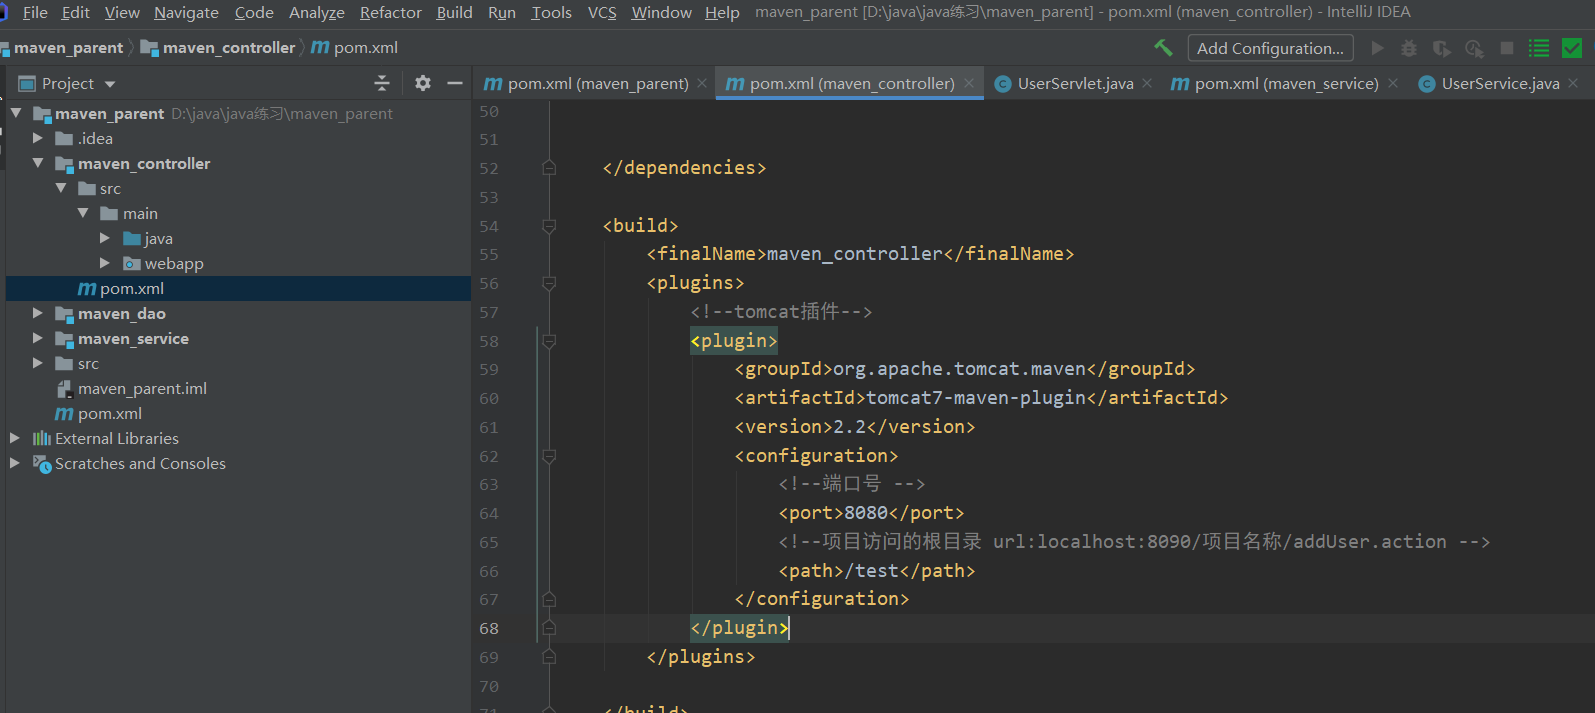 File Edit View Navigate Code Analyze Refactor Build Run Tools VCS Window Help maven_parent [D:\java\java练习\maven_parent] - pom.xml (maven_controller) - IntelliJ IDEA
maven_parent maven_controller pom.xml Add Configuration...
Project pom.xml (maven_parent) pom.xml (maven_controller) UserServlet.java pom.xml (maven_service) UserService.java
maven_parent D:\java\java练习\maven_parent
.idea
maven_controller
src
main
java
webapp
pom.xml
maven_dao
maven_service
src
maven_parent.iml
pom.xml
External Libraries
Scratches and Consoles
50
51
52 </dependencies>
53
54 <build>
55 <finalName>maven_controller</finalName>
56 <plugins>
57 <!--tomcat插件-->
58 <plugin>
59 <groupId>org.apache.tomcat.maven</groupId>
60 <artifactId>tomcat7-maven-plugin</artifactId>
61 <version>2.2</version>
62 <configuration>
63 <!--端口号 -->
64 <port>8080</port>
65 <!--项目访问的根目录 url:localhost:8090/项目名称/addUser.action -->
66 <path>/test</path>
67 </configuration>
68 </plugin>
69 </plugins>
70
71 </build>